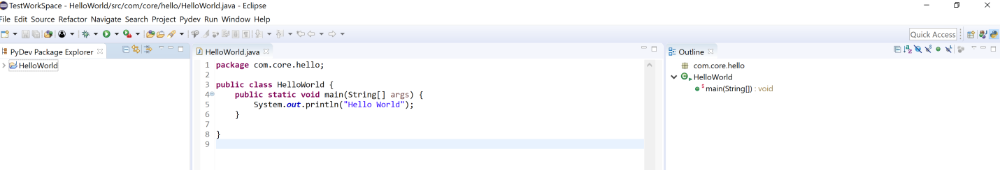 TestWorkSpace - HelloWorld/src/com/core/hello/HelloWorld.java - Eclipse
File Edit Source Refactor Navigate Search Project Pydev Run Window Help
Quick Access
PyDev Package Explorer
HelloWorld
HelloWorld.java
1 package com.core.hello;
2
3 public class HelloWorld {
4 public static void main(String[] args) {
5 System.out.println("Hello World");
6 }
7
8 }
9
Outline
com.core.hello
HelloWorld
main(String[]) : void